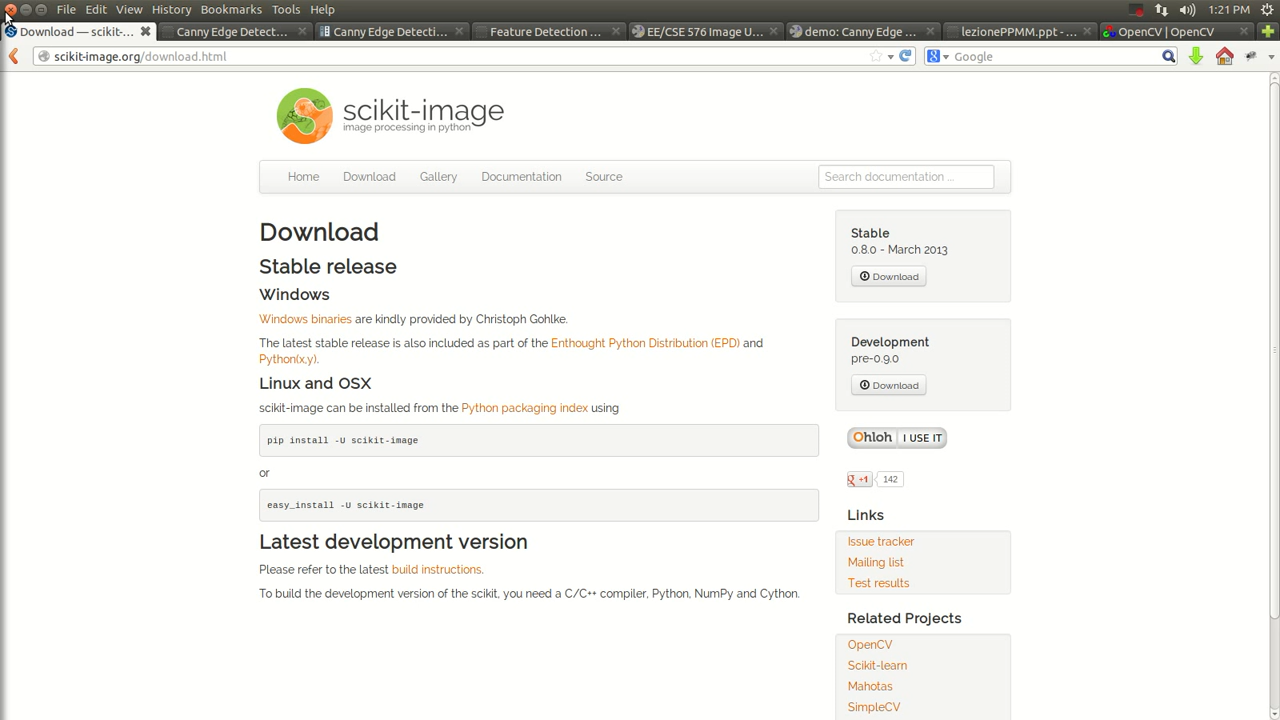 File Edit View History Bookmarks Tools Help 1:21 PM
Download — scikit-... Canny Edge Detect... Canny Edge Detecti... Feature Detection ... EE/CSE 576 Image U... demo: Canny Edge ... lezionePPMM.ppt - ... OpenCV | OpenCV
scikit-image.org/download.html Google
scikit-image
image processing in python
Home Download Gallery Documentation Source Search documentation ...
Download
Stable release
Windows
Windows binaries are kindly provided by Christoph Gohlke.
The latest stable release is also included as part of the Enthought Python Distribution (EPD) and
Python(x,y).
Linux and OSX
scikit-image can be installed from the Python packaging index using
pip install -U scikit-image
or
easy_install -U scikit-image
Latest development version
Please refer to the latest build instructions.
To build the development version of the scikit, you need a C/C++ compiler, Python, NumPy and Cython.
Stable
0.8.0 - March 2013
Download
Development
pre-0.9.0
Download
Ohloh I USE IT
+1 142
Links
Issue tracker
Mailing list
Test results
Related Projects
OpenCV
Scikit-learn
Mahotas
SimpleCV